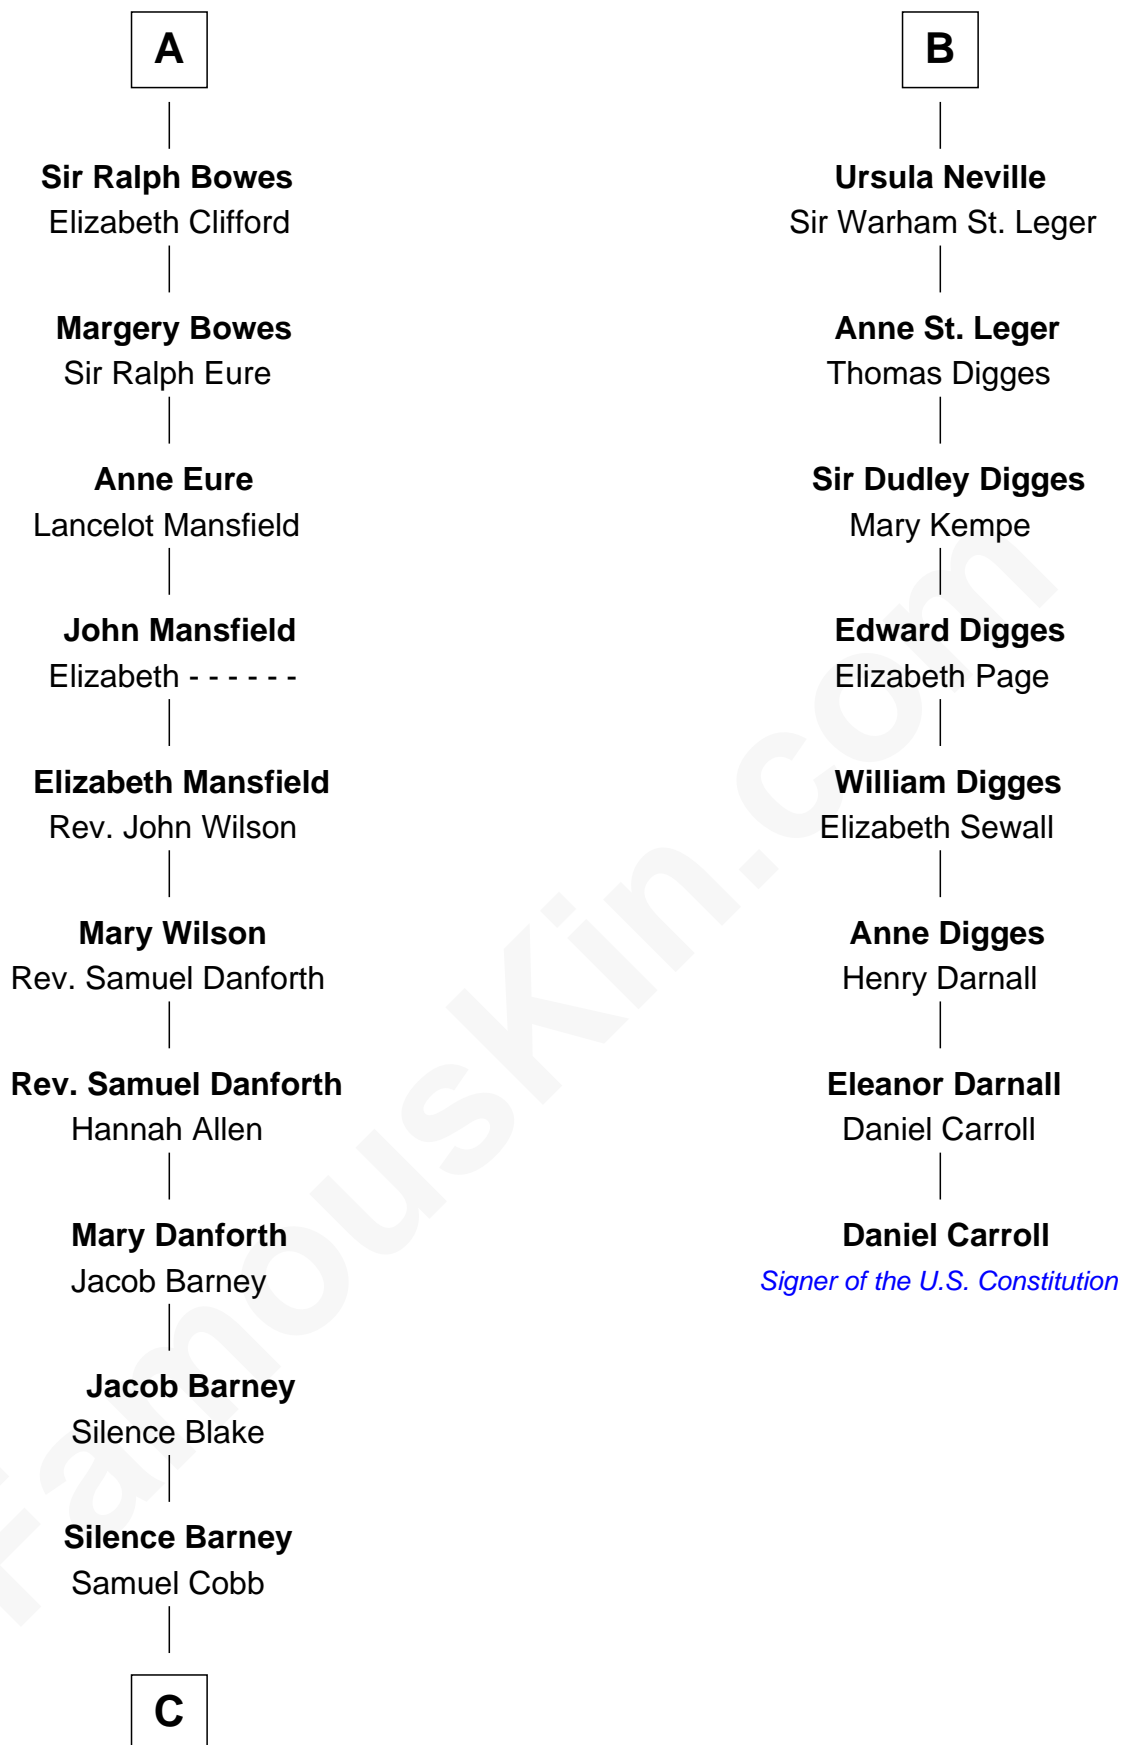 A
Sir Ralph Bowes
Elizabeth Clifford
Margery Bowes
Sir Ralph Eure
Anne Eure
Lancelot Mansfield
John Mansfield
Elizabeth - - - - - -
Elizabeth Mansfield
Rev. John Wilson
Mary Wilson
Rev. Samuel Danforth
Rev. Samuel Danforth
Hannah Allen
Mary Danforth
Jacob Barney
Jacob Barney
Silence Blake
Silence Barney
Samuel Cobb
C
B
Ursula Neville
Sir Warham St. Leger
Anne St. Leger
Thomas Digges
Sir Dudley Digges
Mary Kempe
Edward Digges
Elizabeth Page
William Digges
Elizabeth Sewall
Anne Digges
Henry Darnall
Eleanor Darnall
Daniel Carroll
Daniel Carroll
Signer of the U.S. Constitution
FamousKin.com